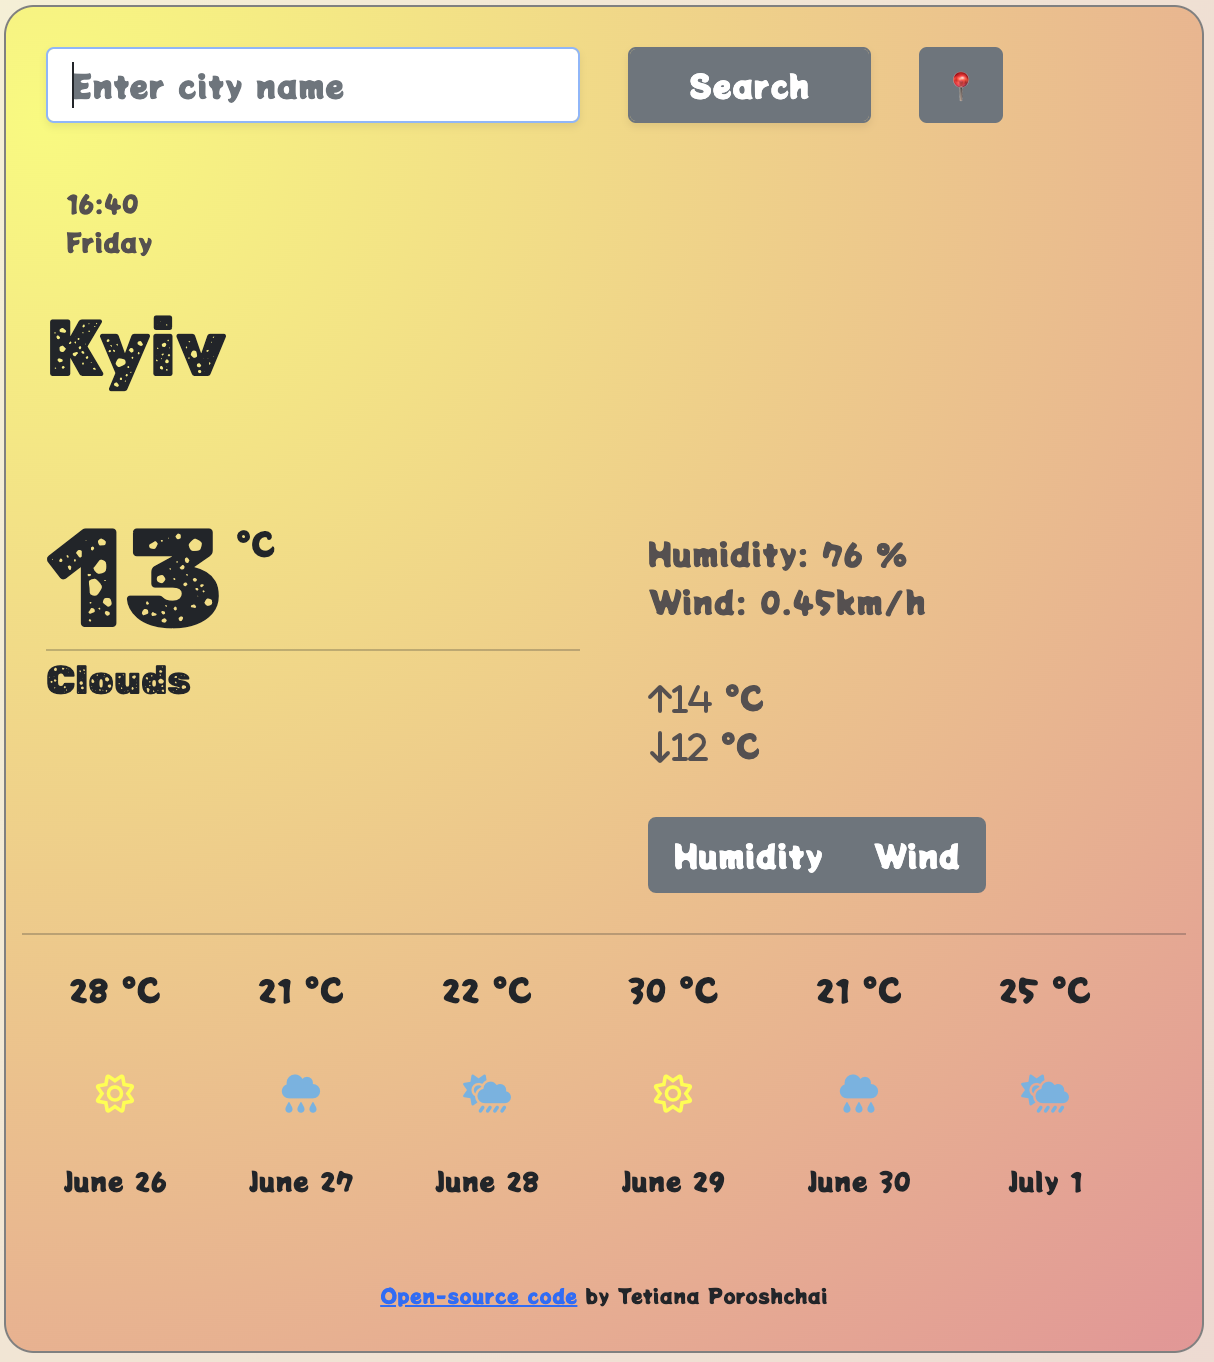 Enter city name
Search
16:40
Friday
Kyiv
13 °C
Clouds
Humidity: 76 %
Wind: 0.45km/h
↑14 °C
↓12 °C
Humidity Wind
28 °C 21 °C 22 °C 30 °C 21 °C 25 °C
June 26 June 27 June 28 June 29 June 30 July 1
Open-source code by Tetiana Poroshchai